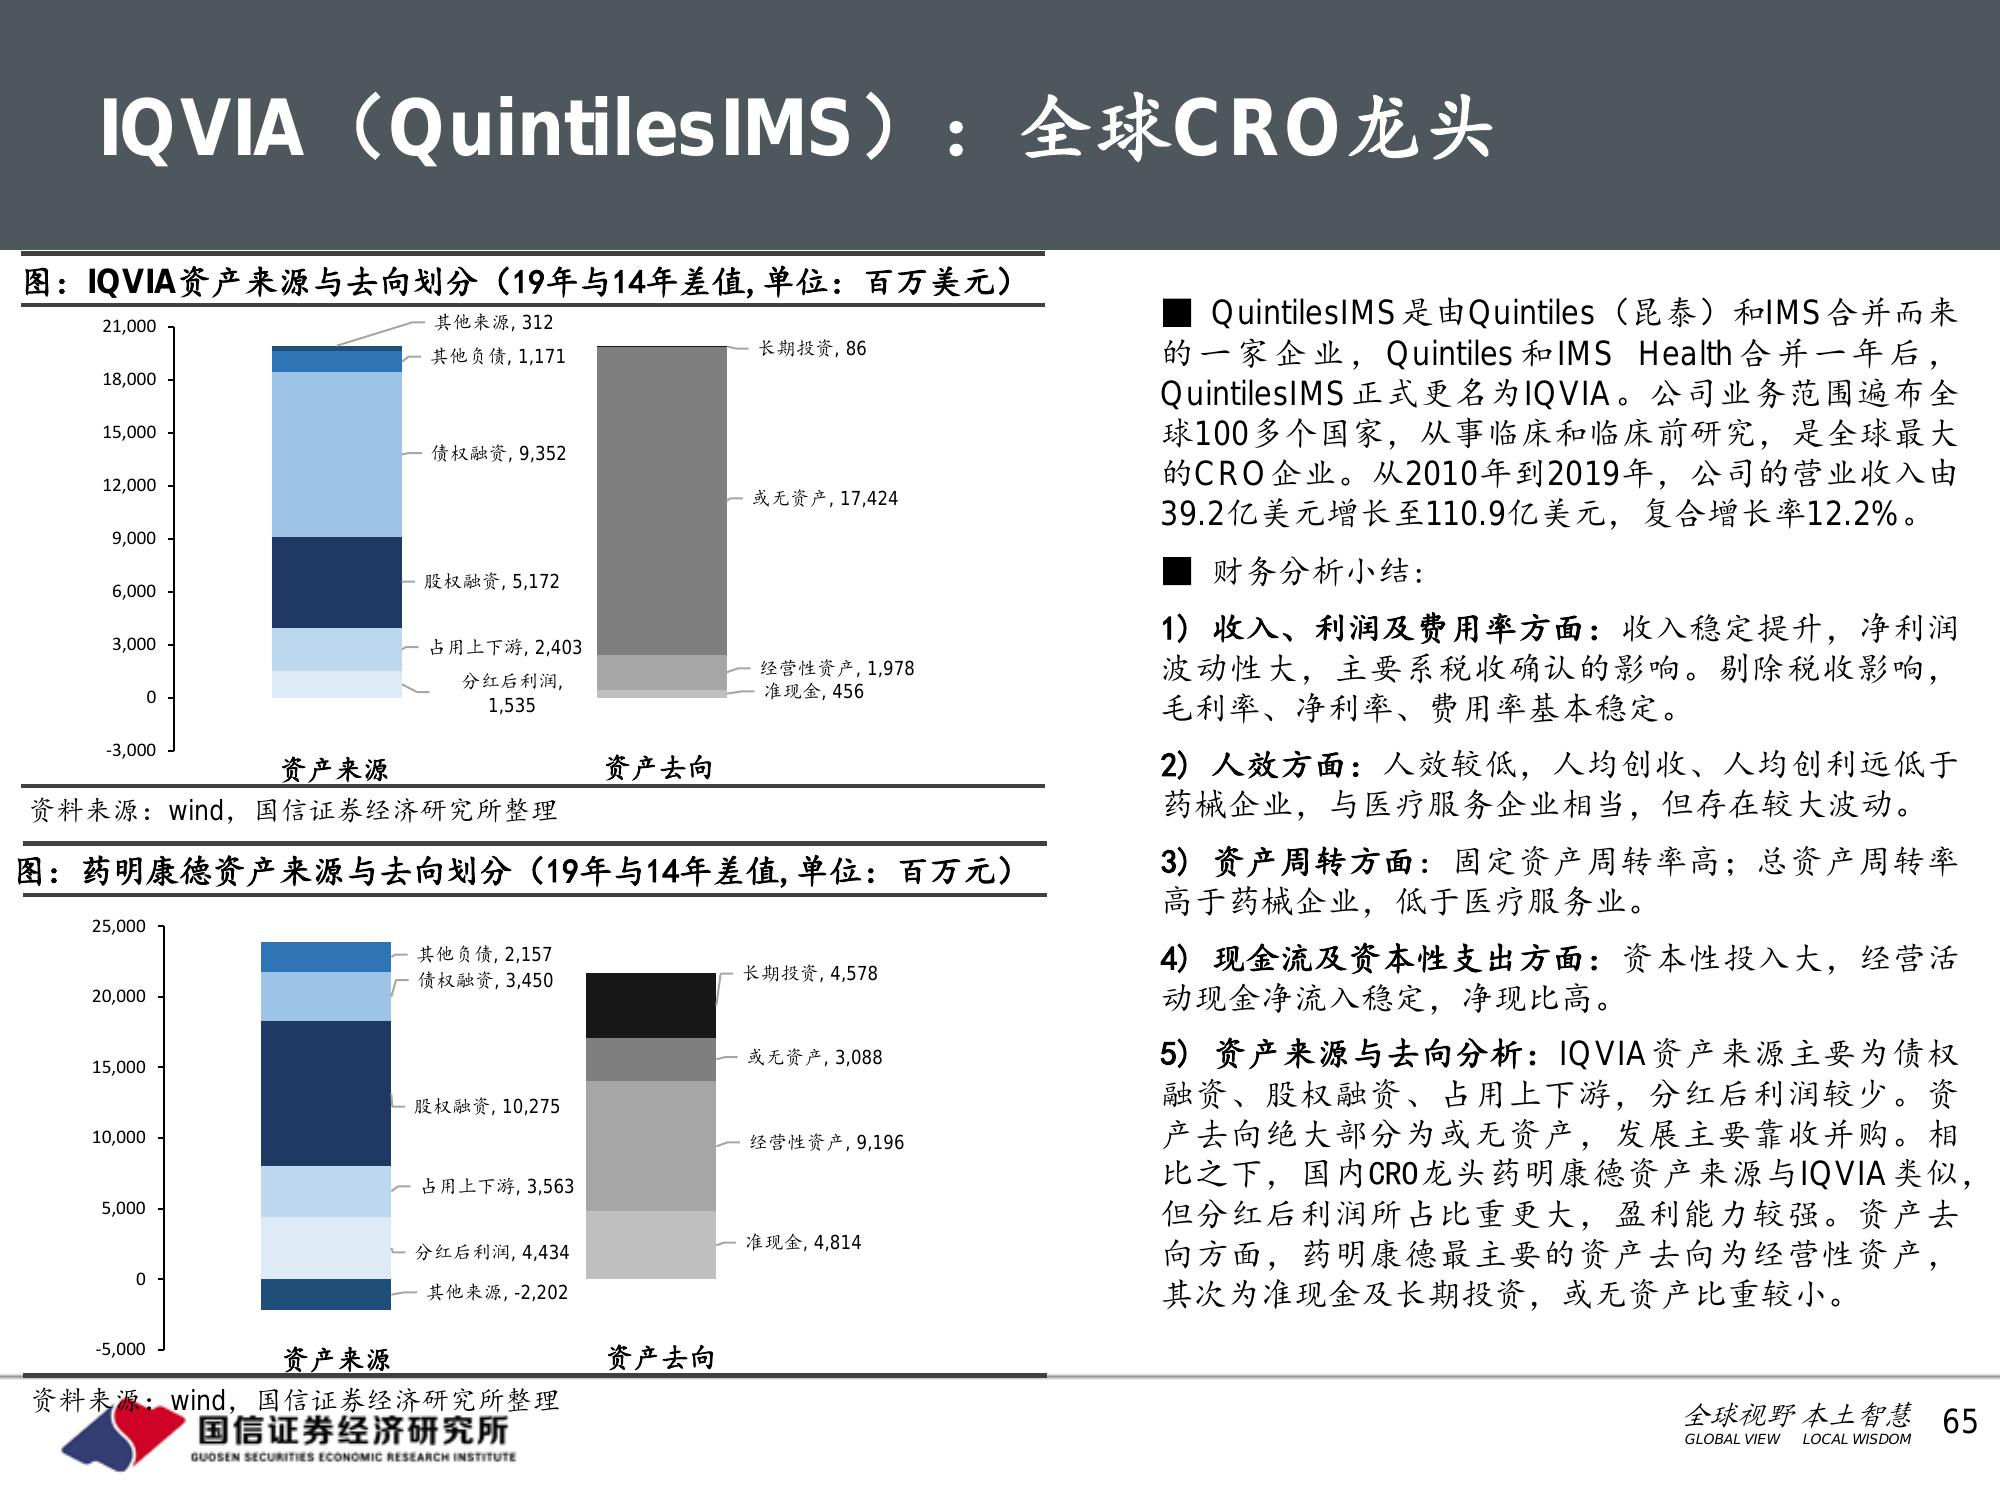 IQVIA（QuintilesIMS）：全球CRO龙头
图：IQVIA资产来源与去向划分（19年与14年差值,单位：百万美元）
21,000
18,000
15,000
12,000
9,000
6,000
3,000
0
-3,000
其他来源, 312
其他负债, 1,171
债权融资, 9,352
股权融资, 5,172
占用上下游, 2,403
分红后利润,
1,535
长期投资, 86
或无资产, 17,424
经营性资产, 1,978
准现金, 456
资产来源
资产去向
资料来源：wind，国信证券经济研究所整理
图：药明康德资产来源与去向划分（19年与14年差值,单位：百万元）
25,000
20,000
15,000
10,000
5,000
0
-5,000
其他负债, 2,157
债权融资, 3,450
股权融资, 10,275
占用上下游, 3,563
分红后利润, 4,434
其他来源, -2,202
长期投资, 4,578
或无资产, 3,088
经营性资产, 9,196
准现金, 4,814
资产来源
资产去向
资料来源：wind，国信证券经济研究所整理
■ QuintilesIMS是由Quintiles（昆泰）和IMS合并而来
的一家企业，Quintiles和IMS Health合并一年后，
QuintilesIMS正式更名为IQVIA。公司业务范围遍布全
球100多个国家，从事临床和临床前研究，是全球最大
的CRO企业。从2010年到2019年，公司的营业收入由
39.2亿美元增长至110.9亿美元，复合增长率12.2%。
■ 财务分析小结：
1）收入、利润及费用率方面：收入稳定提升，净利润
波动性大，主要系税收确认的影响。剔除税收影响，
毛利率、净利率、费用率基本稳定。
2）人效方面：人效较低，人均创收、人均创利远低于
药械企业，与医疗服务企业相当，但存在较大波动。
3）资产周转方面：固定资产周转率高；总资产周转率
高于药械企业，低于医疗服务业。
4）现金流及资本性支出方面：资本性投入大，经营活
动现金净流入稳定，净现比高。
5）资产来源与去向分析：IQVIA资产来源主要为债权
融资、股权融资、占用上下游，分红后利润较少。资
产去向绝大部分为或无资产，发展主要靠收并购。相
比之下，国内CRO龙头药明康德资产来源与IQVIA类似，
但分红后利润所占比重更大，盈利能力较强。资产去
向方面，药明康德最主要的资产去向为经营性资产，
其次为准现金及长期投资，或无资产比重较小。
国信证券经济研究所
GUOSEN SECURITIES ECONOMIC RESEARCH INSTITUTE
全球视野 本土智慧
GLOBAL VIEW LOCAL WISDOM
65